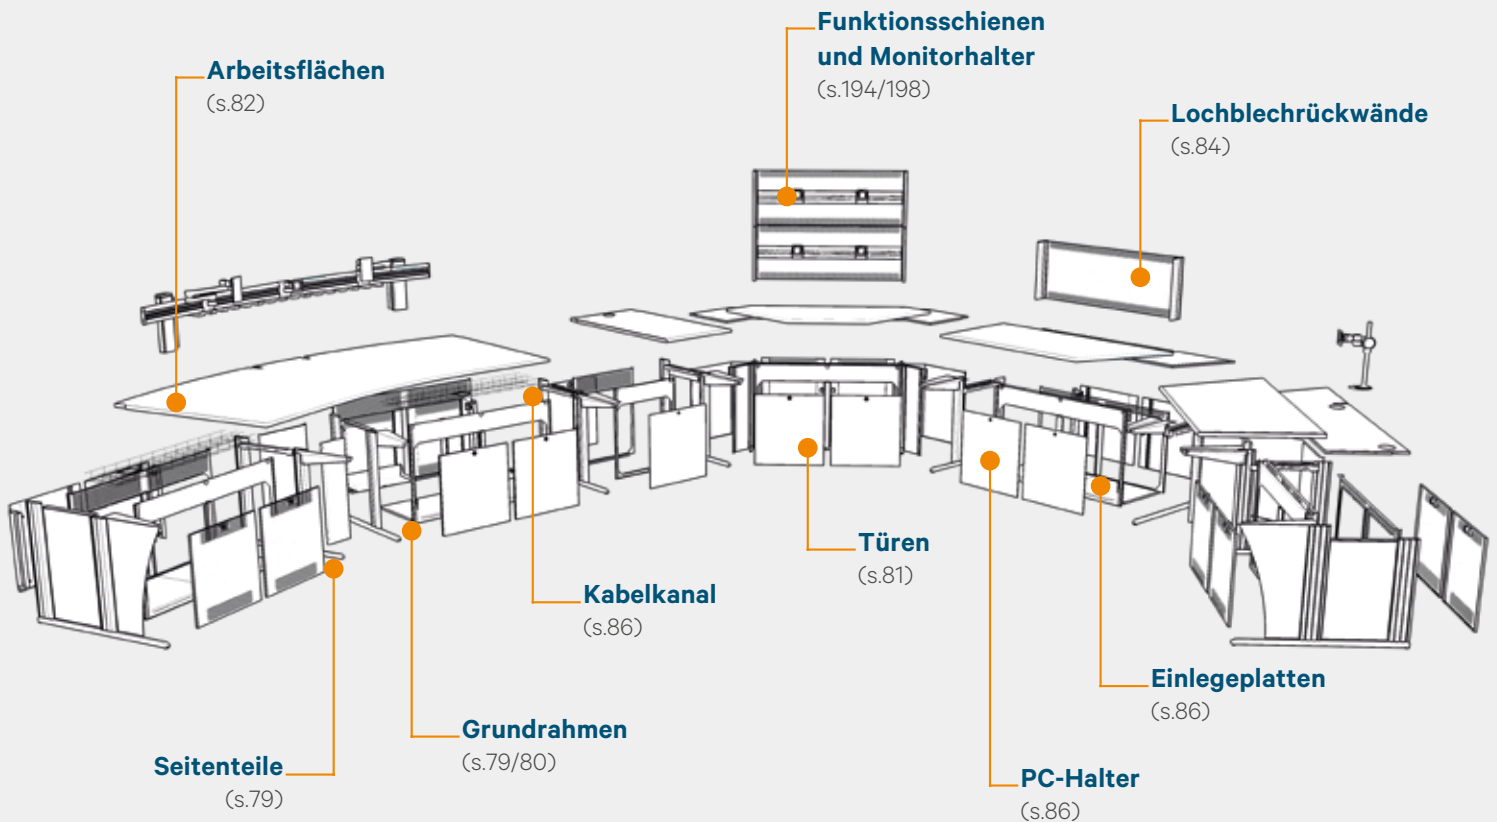 Funktionsschienen
und Monitorhalter
(s.194/198)
Arbeitsflächen
(s.82)
Lochblechrückwände
(s.84)
Türen
(s.81)
Kabelkanal
(s.86)
Einlegeplatten
(s.86)
Grundrahmen
(s.79/80)
Seitenteile
(s.79)
PC-Halter
(s.86)